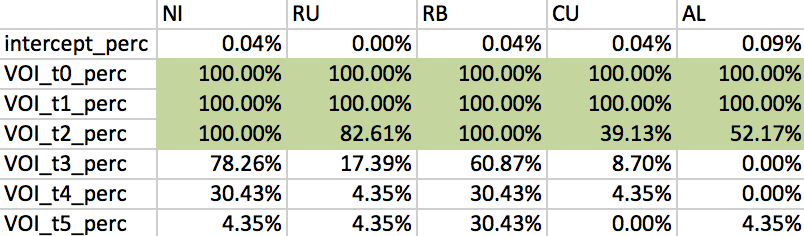 NI RU RB CU AL
intercept_perc 0.04% 0.00% 0.04% 0.04% 0.09%
VOI_t0_perc 100.00% 100.00% 100.00% 100.00% 100.00%
VOI_t1_perc 100.00% 100.00% 100.00% 100.00% 100.00%
VOI_t2_perc 100.00% 82.61% 100.00% 39.13% 52.17%
VOI_t3_perc 78.26% 17.39% 60.87% 8.70% 0.00%
VOI_t4_perc 30.43% 4.35% 30.43% 4.35% 0.00%
VOI_t5_perc 4.35% 4.35% 30.43% 0.00% 4.35%